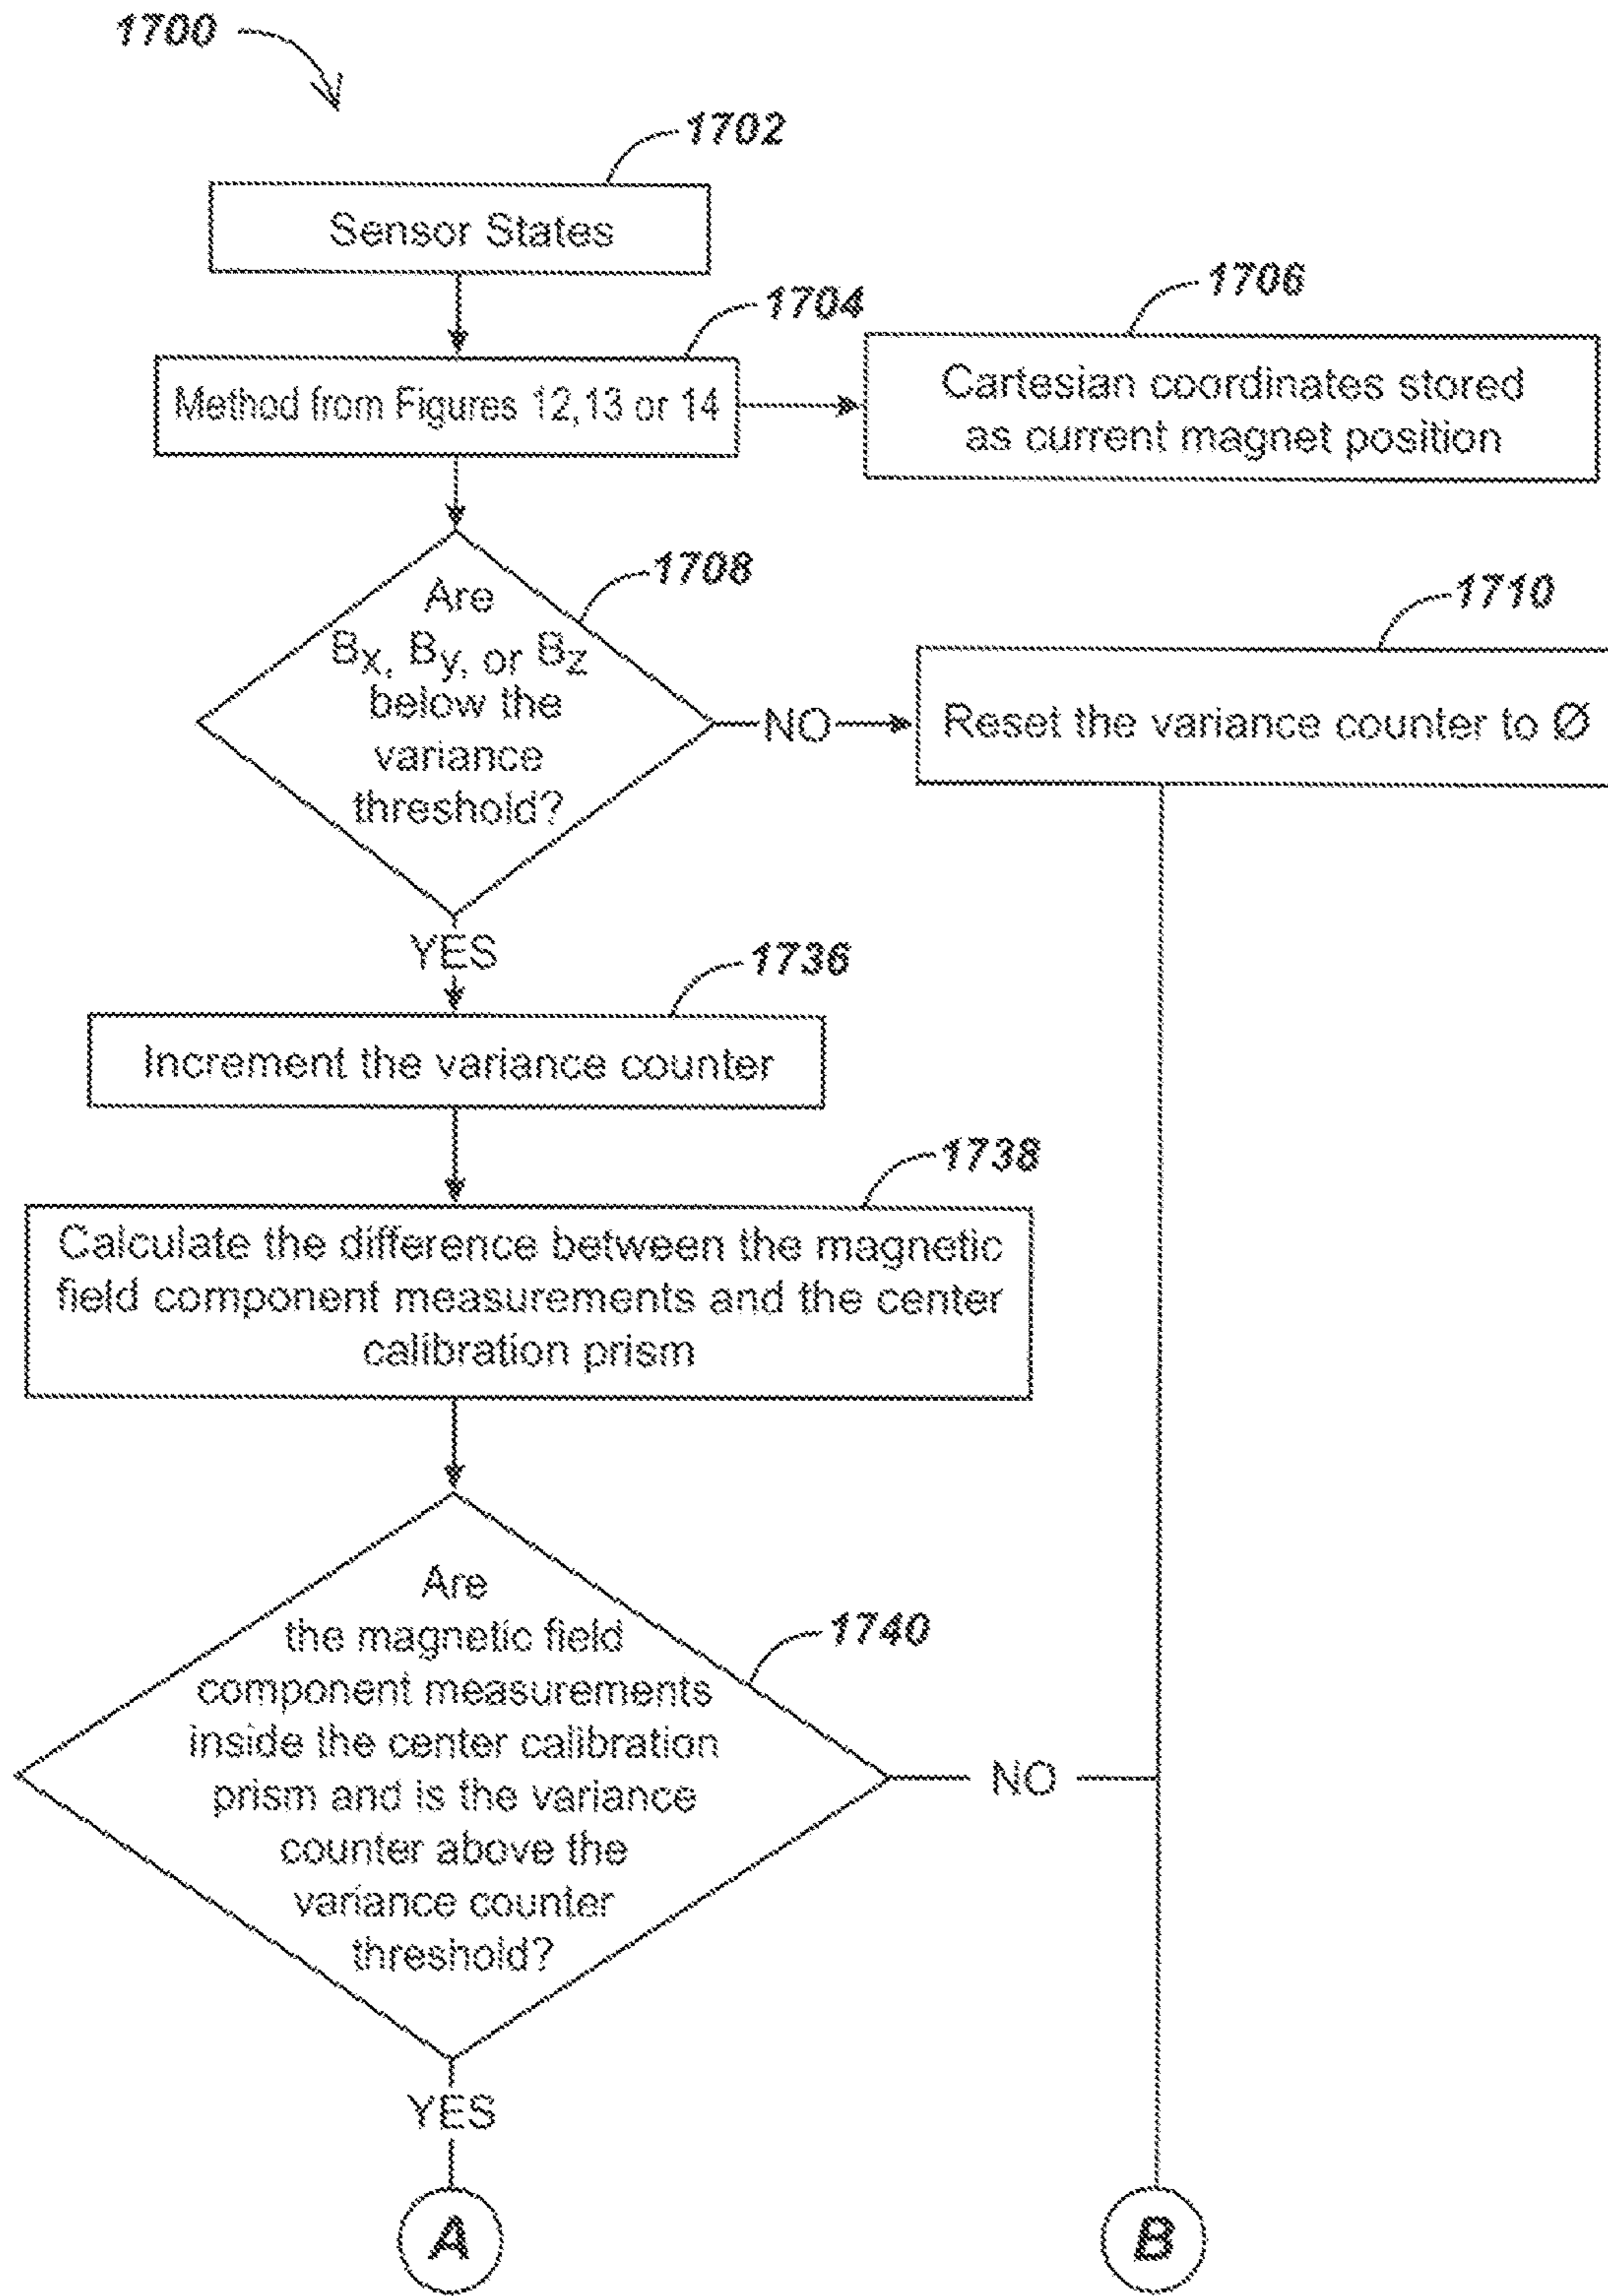 1700
1702
Sensor States
1704
Method from Figures 12,13 or 14
1706
Cartesian coordinates stored
as current magnet position
1708
Are
Bx, By, or Bz
below the
variance
threshold?
NO
1710
Reset the variance counter to Ø
YES
1736
Increment the variance counter
1738
Calculate the difference between the magnetic
field component measurements and the center
calibration prism
1740
Are
the magnetic field
component measurements
inside the center calibration
prism and is the variance
counter above the
variance counter
threshold?
NO
YES
A
B